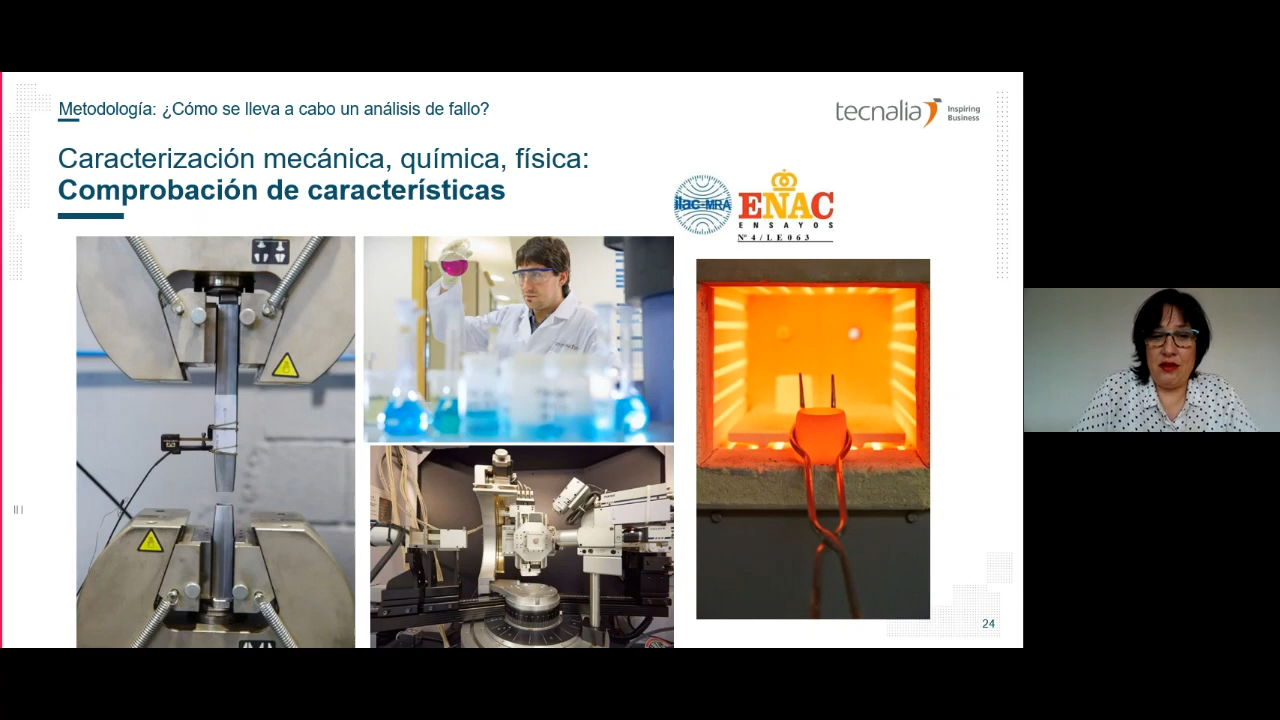 Metodología: ¿Cómo se lleva a cabo un análisis de fallo?
tecnalia Inspiring Business
Caracterización mecánica, química, física:
Comprobación de características
ilac-MRA
ENAC
ENSAYOS
Nº 4/LE063
24